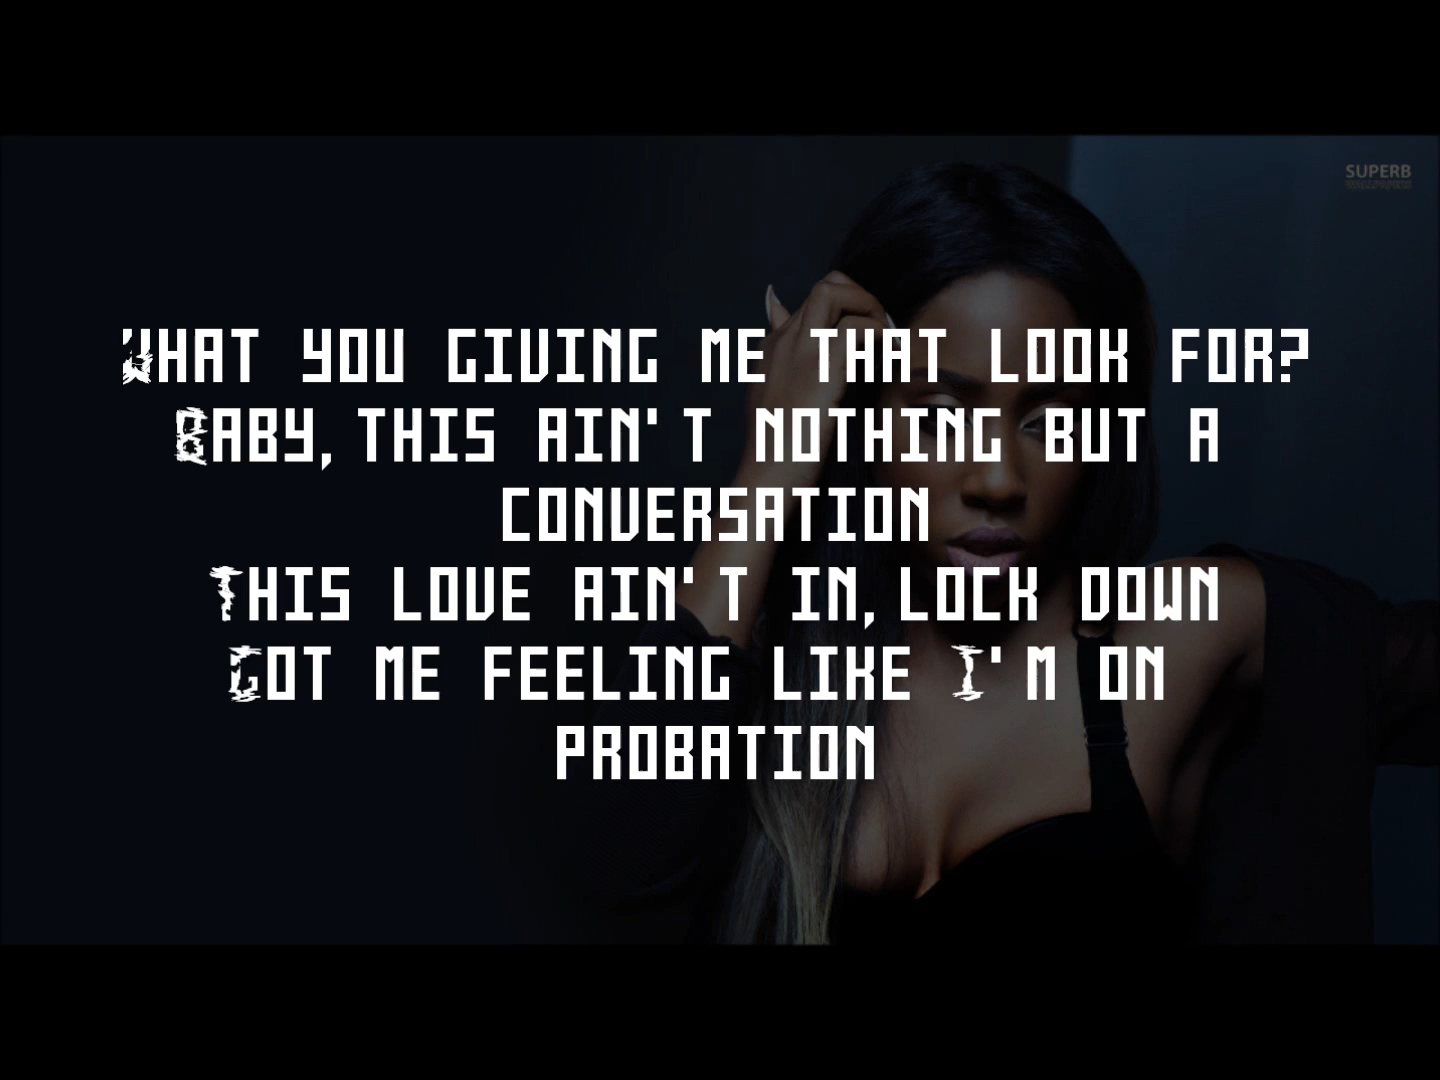 SUPERB
WALLPAPERS
What you giving me that look for?
Baby, this ain't nothing but a
conversation
This love ain't in, lock down
Got me feeling like I'm on
probation